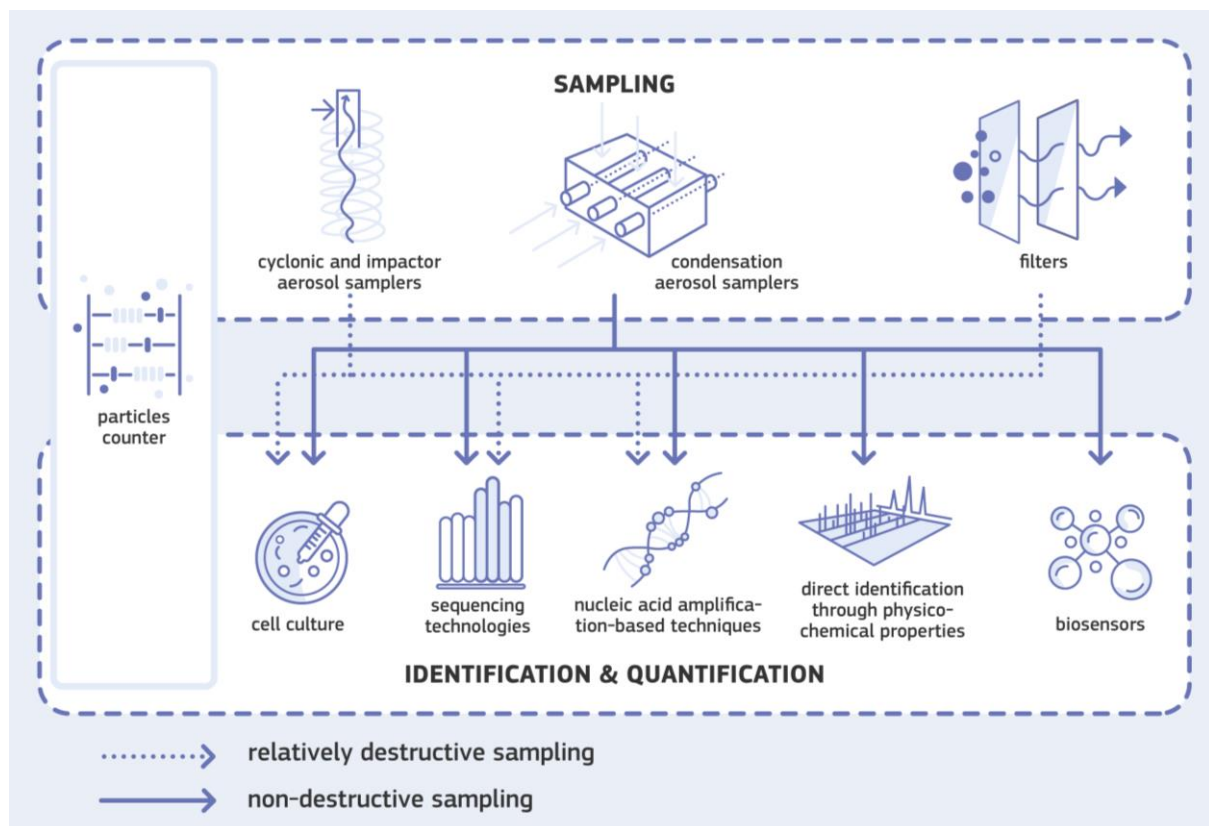 SAMPLING
cyclonic and impactor
aerosol samplers
condensation
aerosol samplers
filters
particles
counter
cell culture
sequencing
technologies
nucleic acid amplifica-
tion-based techniques
direct identification
through physico-
chemical properties
biosensors
IDENTIFICATION & QUANTIFICATION
relatively destructive sampling
non-destructive sampling